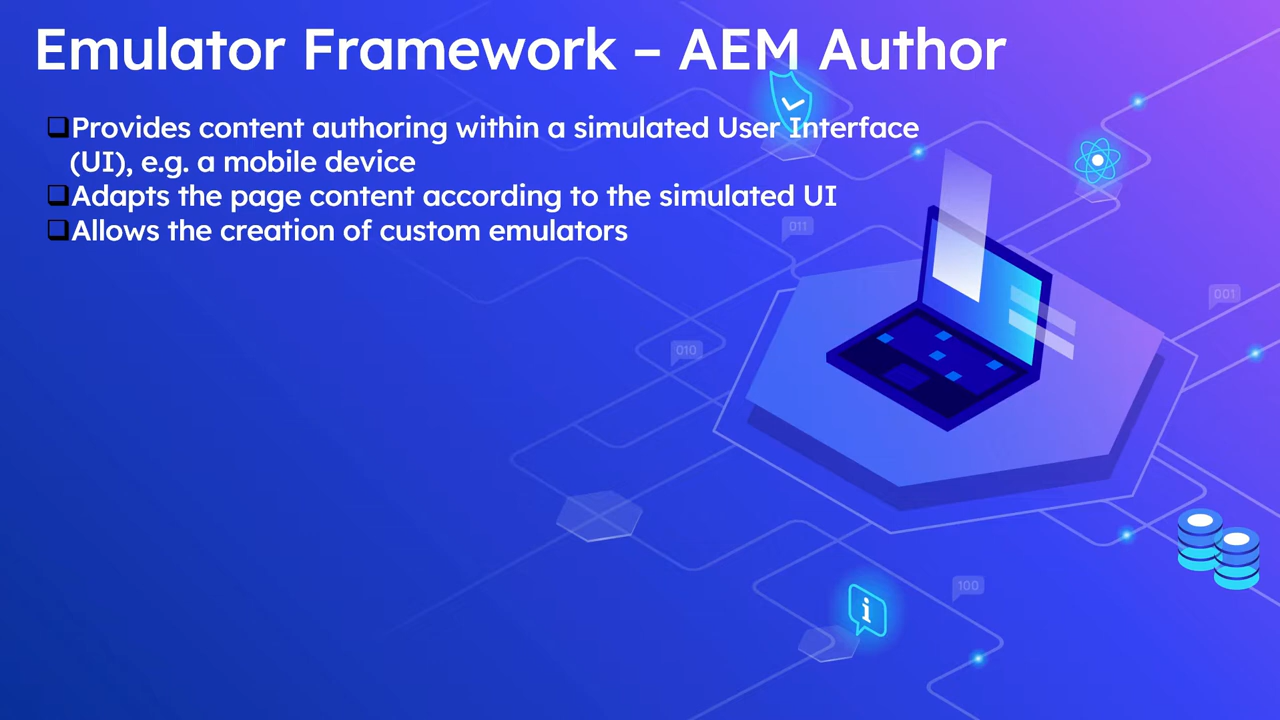 Emulator Framework – AEM Author
❑Provides content authoring within a simulated User Interface
(UI), e.g. a mobile device
❑Adapts the page content according to the simulated UI
❑Allows the creation of custom emulators
011
001
010
100
i